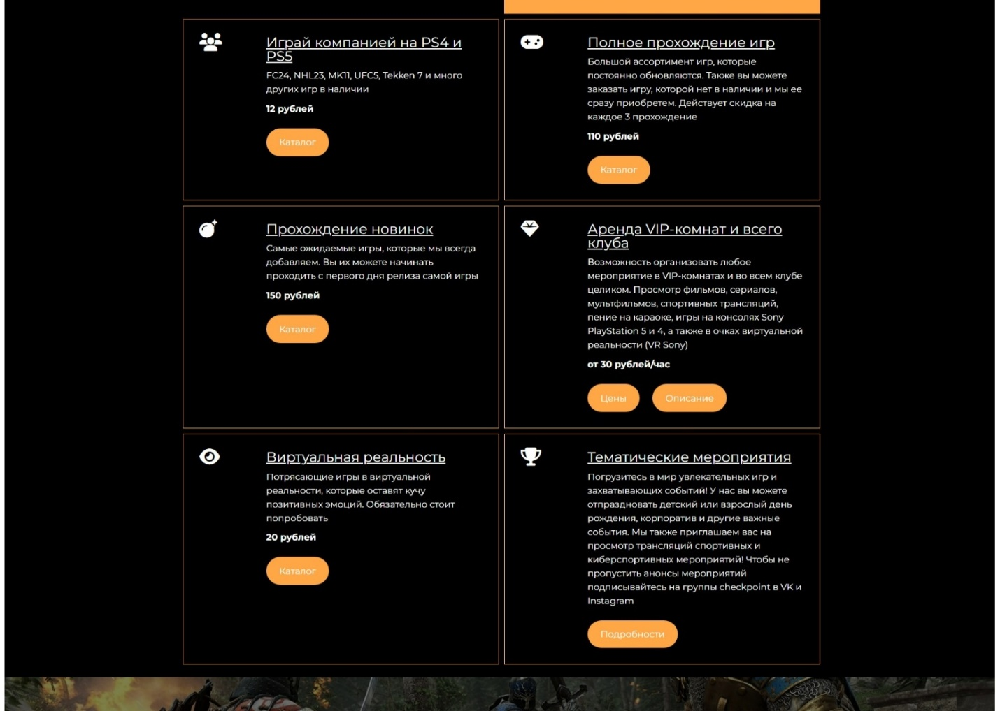 Играй компанией на PS4 и
PS5
FC24, NHL23, MK11, UFC5, Tekken 7 и много
других игр в наличии
12 рублей
Каталог
Полное прохождение игр
Большой ассортимент игр, которые
постоянно обновляются. Также вы можете
заказать игру, которой нет в наличии и мы ее
сразу приобретем. Действует скидка на
каждое 3 прохождение
110 рублей
Каталог
Прохождение новинок
Самые ожидаемые игры, которые мы всегда
добавляем. Вы их можете начинать
проходить с первого дня релиза самой игры
150 рублей
Каталог
Аренда VIP-комнат и всего
клуба
Возможность организовать любое
мероприятие в VIP-комнатах и во всем клубе
целиком. Просмотр фильмов, сериалов,
мультфильмов, спортивных трансляций,
пение на караоке, игры на консолях Sony
PlayStation 5 и 4, а также в очках виртуальной
реальности (VR Sony)
от 30 рублей/час
Цены Описание
Виртуальная реальность
Потрясающие игры в виртуальной
реальности, которые оставят кучу
позитивных эмоций. Обязательно стоит
попробовать
20 рублей
Каталог
Тематические мероприятия
Погрузитесь в мир увлекательных игр и
захватывающих событий! У нас вы можете
отпраздновать детский или взрослый день
рождения, корпоратив и другие важные
события. Мы также приглашаем вас на
просмотр трансляций спортивных и
киберспортивных мероприятий! Чтобы не
пропустить анонсы мероприятий
подписывайтесь на группы checkpoint в VK и
Instagram
Подробности